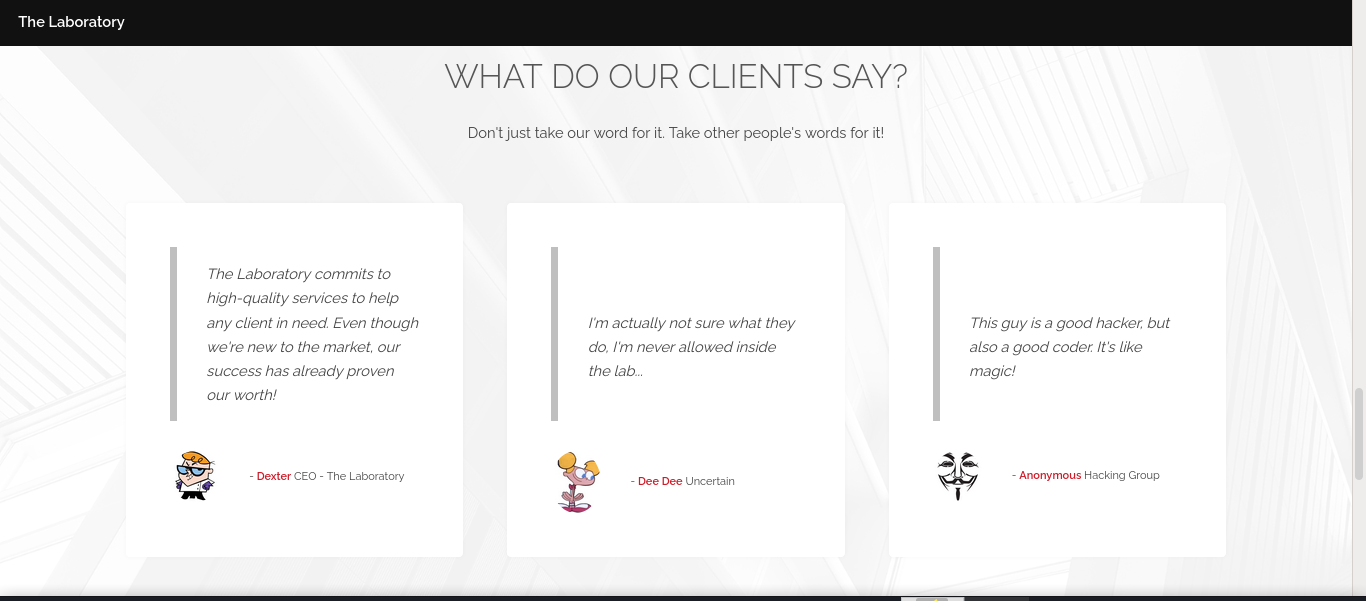 The Laboratory
WHAT DO OUR CLIENTS SAY?
Don't just take our word for it. Take other people's words for it!
The Laboratory commits to
high-quality services to help
any client in need. Even though
we're new to the market, our
success has already proven
our worth!
- Dexter CEO - The Laboratory
I'm actually not sure what they
do, I'm never allowed inside
the lab...
- Dee Dee Uncertain
This guy is a good hacker, but
also a good coder. It's like
magic!
- Anonymous Hacking Group